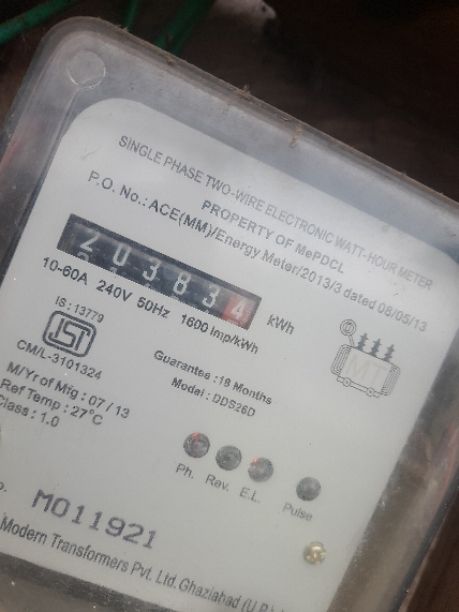 SINGLE PHASE TWO-WIRE ELECTRONIC WATT-HOUR METER
PROPERTY OF MePDCL
P.O. No.: ACE(MM)/Energy Meter/2013/3 dated 08/05/13
203834 kWh
10-60A 240V 50Hz 1600 imp/kWh
IS : 13779
ISI
CM/L-3101324
MT
Guarantee : 18 Months
Model : DDS26D
M/Yr of Mfg : 07 / 13
Ref Temp : 27°C
Class : 1.0
Ph. Rev. E.L. Pulse
M011921
Modern Transformers Pvt. Ltd. Ghaziabad (U.P.)